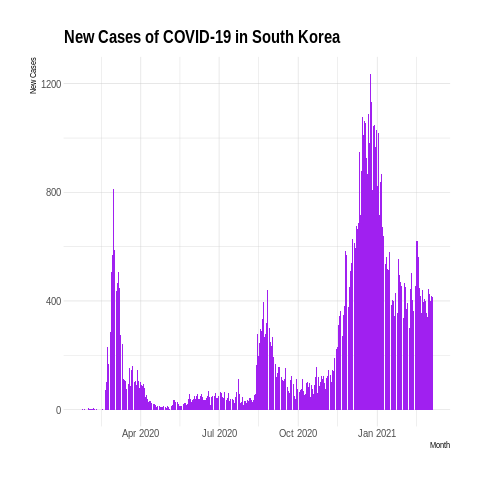 New Cases of COVID-19 in South Korea
New Cases
1200
800
400
0
Apr 2020
Jul 2020
Oct 2020
Jan 2021
Month